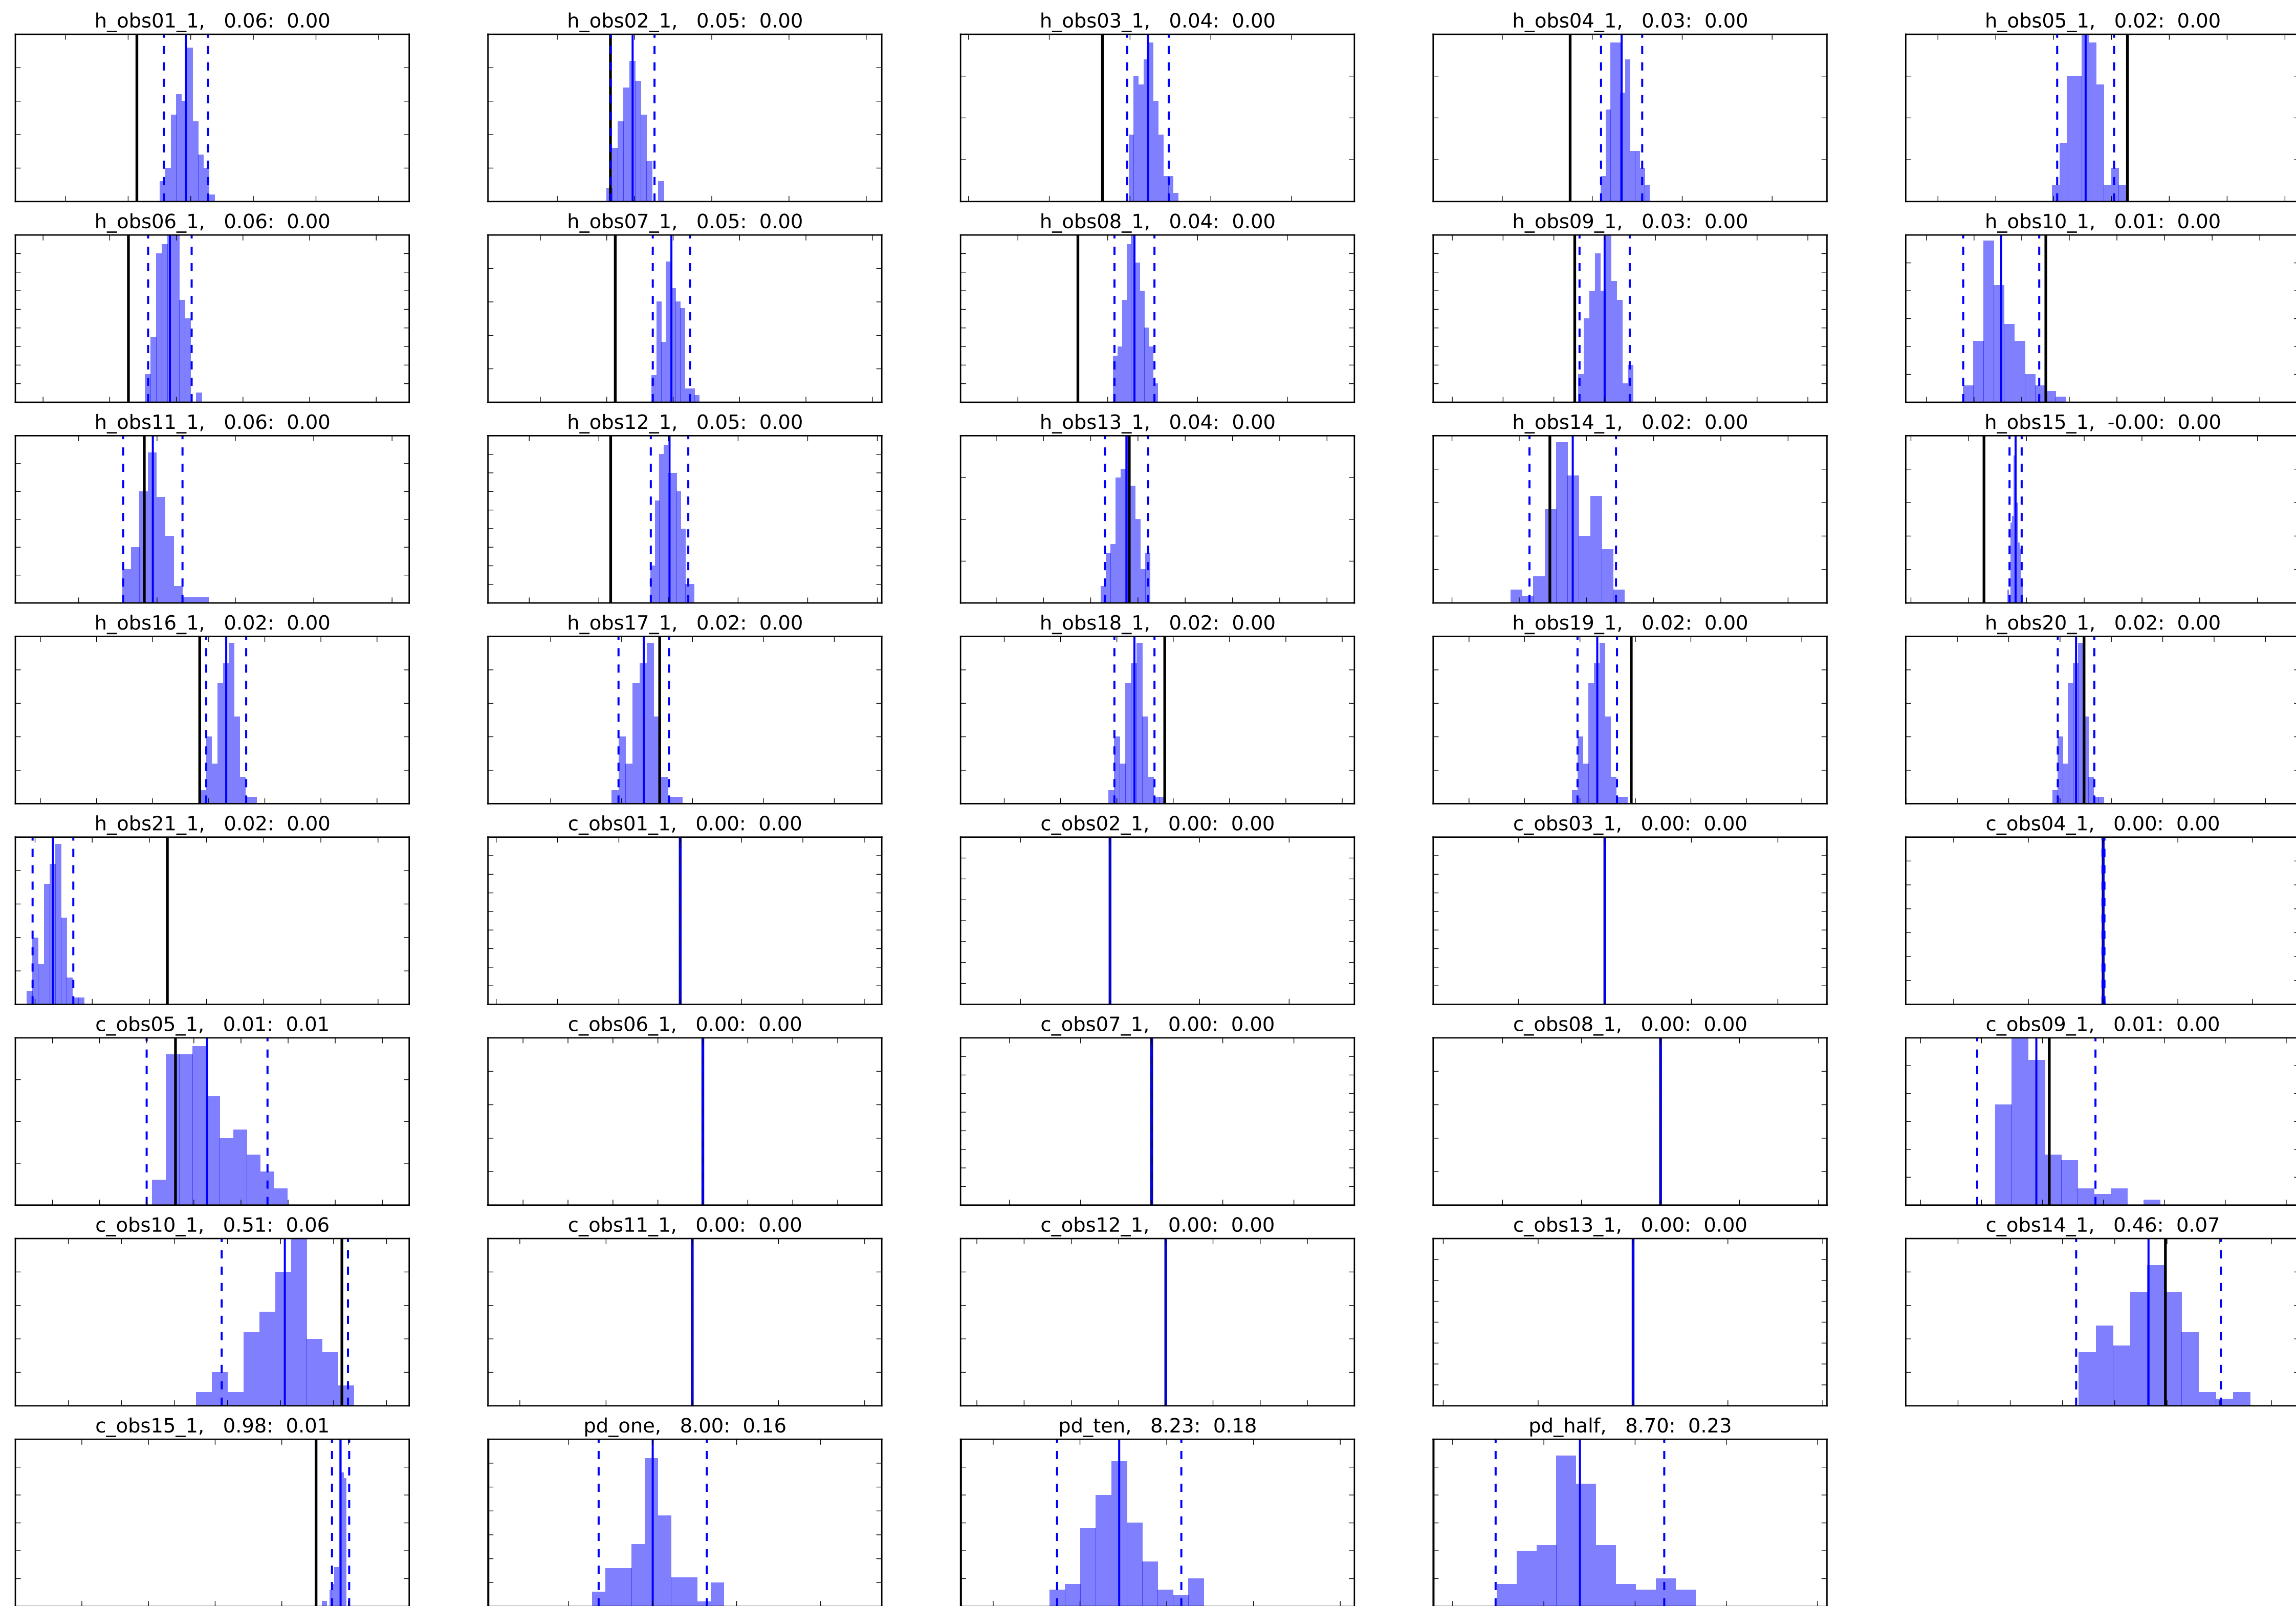 h_obs01_1, 0.06: 0.00
h_obs02_1, 0.05: 0.00
h_obs03_1, 0.04: 0.00
h_obs04_1, 0.03: 0.00
h_obs05_1, 0.02: 0.00
h_obs06_1, 0.06: 0.00
h_obs07_1, 0.05: 0.00
h_obs08_1, 0.04: 0.00
h_obs09_1, 0.03: 0.00
h_obs10_1, 0.01: 0.00
h_obs11_1, 0.06: 0.00
h_obs12_1, 0.05: 0.00
h_obs13_1, 0.04: 0.00
h_obs14_1, 0.02: 0.00
h_obs15_1, -0.00: 0.00
h_obs16_1, 0.02: 0.00
h_obs17_1, 0.02: 0.00
h_obs18_1, 0.02: 0.00
h_obs19_1, 0.02: 0.00
h_obs20_1, 0.02: 0.00
h_obs21_1, 0.02: 0.00
c_obs01_1, 0.00: 0.00
c_obs02_1, 0.00: 0.00
c_obs03_1, 0.00: 0.00
c_obs04_1, 0.00: 0.00
c_obs05_1, 0.01: 0.01
c_obs06_1, 0.00: 0.00
c_obs07_1, 0.00: 0.00
c_obs08_1, 0.00: 0.00
c_obs09_1, 0.01: 0.00
c_obs10_1, 0.51: 0.06
c_obs11_1, 0.00: 0.00
c_obs12_1, 0.00: 0.00
c_obs13_1, 0.00: 0.00
c_obs14_1, 0.46: 0.07
c_obs15_1, 0.98: 0.01
pd_one, 8.00: 0.16
pd_ten, 8.23: 0.18
pd_half, 8.70: 0.23